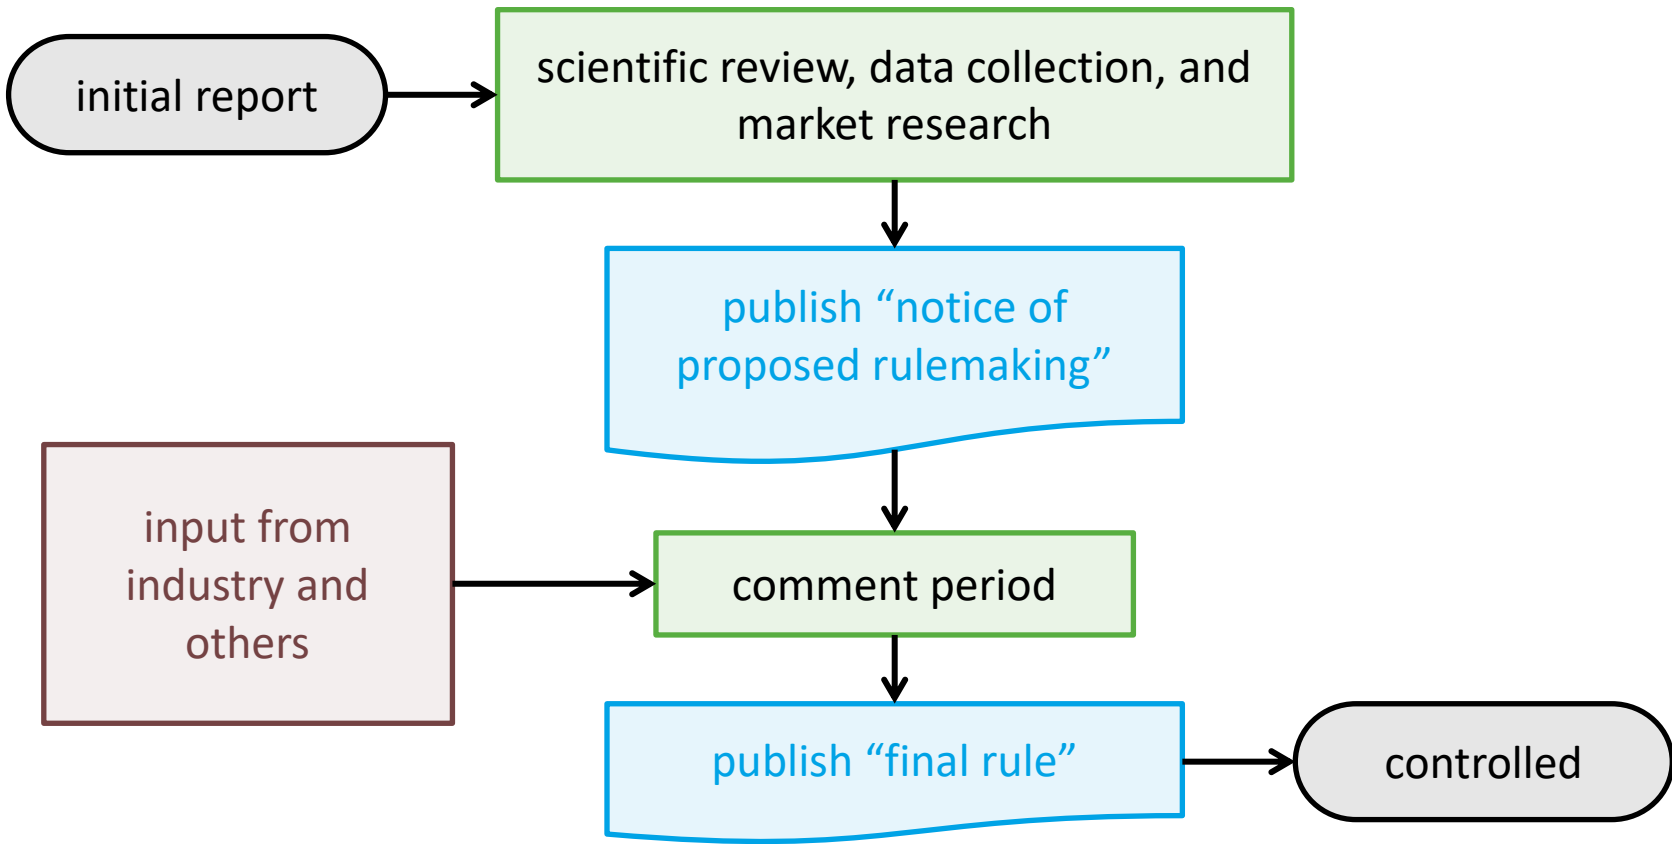 initial report
scientific review, data collection, and
market research
publish “notice of
proposed rulemaking”
input from
industry and
others
comment period
publish “final rule”
controlled